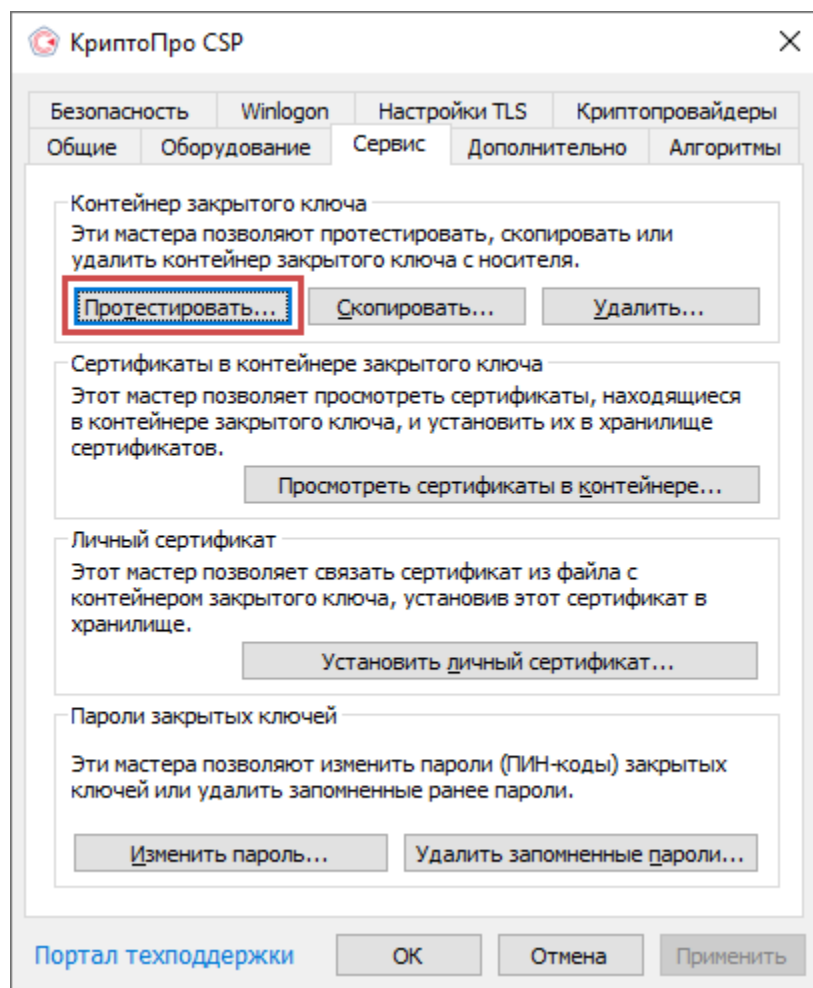 КриптоПро CSP
Безопасность Winlogon Настройки TLS Криптопровайдеры
Общие Оборудование Сервис Дополнительно Алгоритмы
Контейнер закрытого ключа
Эти мастера позволяют протестировать, скопировать или
удалить контейнер закрытого ключа с носителя.
Протестировать... Скопировать... Удалить...
Сертификаты в контейнере закрытого ключа
Этот мастер позволяет просмотреть сертификаты, находящиеся
в контейнере закрытого ключа, и установить их в хранилище
сертификатов.
Просмотреть сертификаты в контейнере...
Личный сертификат
Этот мастер позволяет связать сертификат из файла с
контейнером закрытого ключа, установив этот сертификат в
хранилище.
Установить личный сертификат...
Пароли закрытых ключей
Эти мастера позволяют изменить пароли (ПИН-коды) закрытых
ключей или удалить запомненные ранее пароли.
Изменить пароль... Удалить запомненные пароли...
Портал техподдержки ОК Отмена Применить